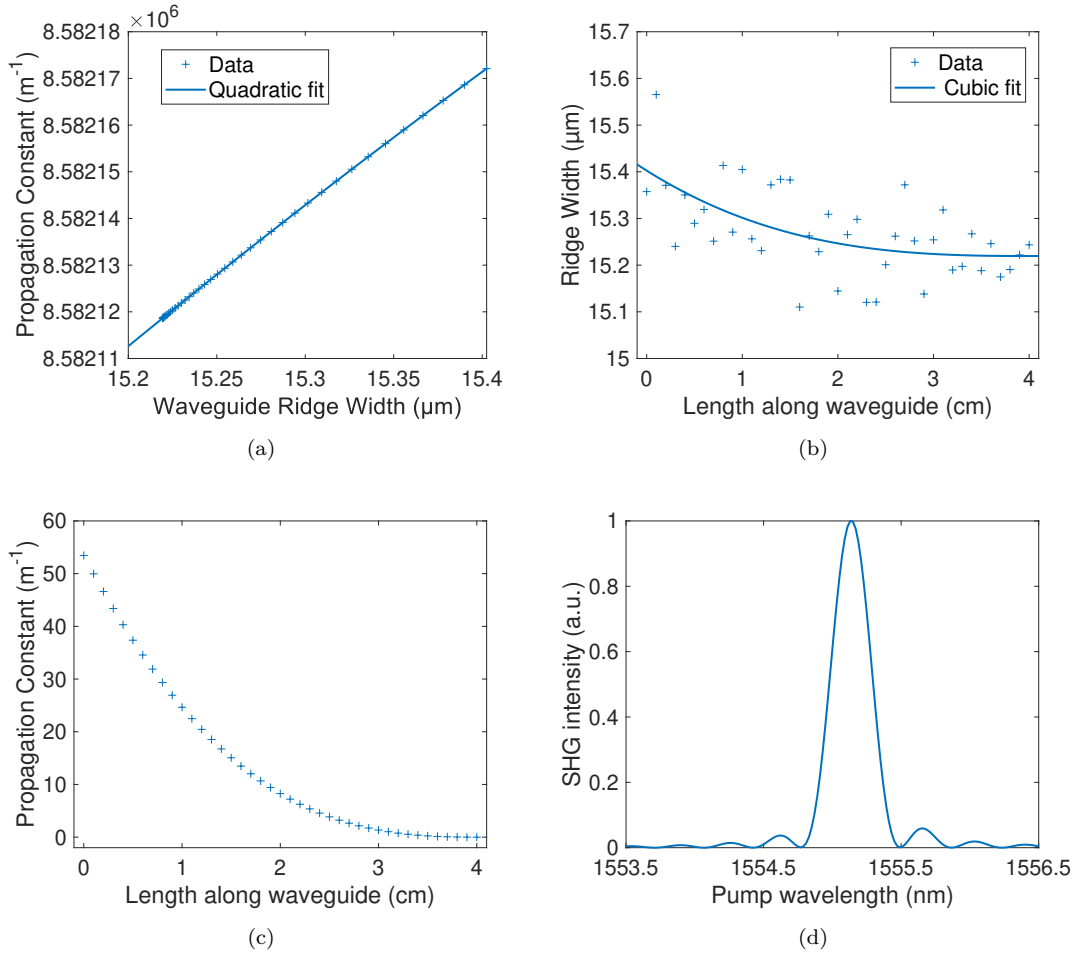 ×10^6
8.58218
8.58217
8.58216
8.58215
8.58214
8.58213
8.58212
8.58211
Propagation Constant (m^-1)
Data
Quadratic fit
15.2 15.25 15.3 15.35 15.4
Waveguide Ridge Width (µm)
(a)
15.7
15.6
15.5
15.4
15.3
15.2
15.1
15
Ridge Width (µm)
Data
Cubic fit
0 1 2 3 4
Length along waveguide (cm)
(b)
60
50
40
30
20
10
0
Propagation Constant (m^-1)
0 1 2 3 4
Length along waveguide (cm)
(c)
1
0.8
0.6
0.4
0.2
0
SHG intensity (a.u.)
1553.5 1554.5 1555.5 1556.5
Pump wavelength (nm)
(d)